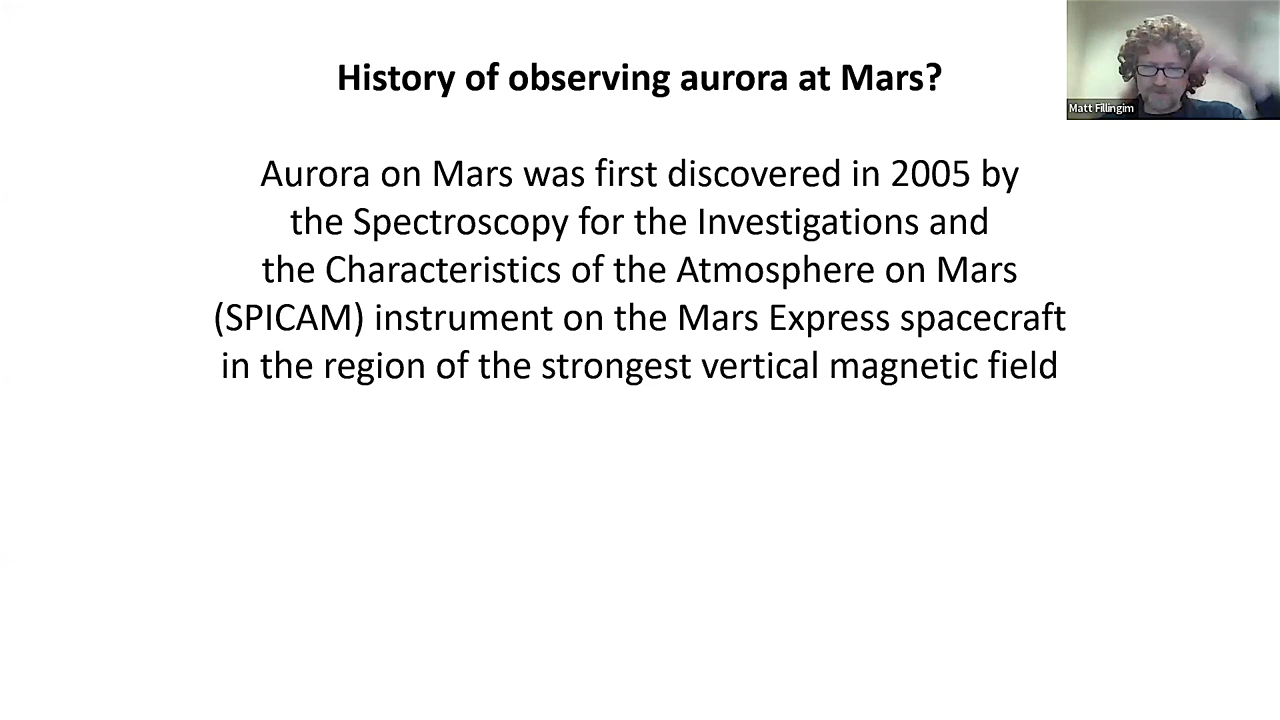 History of observing aurora at Mars?
Matt Fillingim
Aurora on Mars was first discovered in 2005 by
the Spectroscopy for the Investigations and
the Characteristics of the Atmosphere on Mars
(SPICAM) instrument on the Mars Express spacecraft
in the region of the strongest vertical magnetic field